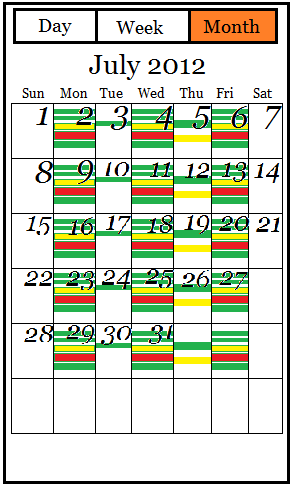 Day Week Month
July 2012
Sun Mon Tue Wed Thu Fri Sat
1 2 3 4 5 6 7
8 9 10 11 12 13 14
15 16 17 18 19 20 21
22 23 24 25 26 27
28 29 30 31